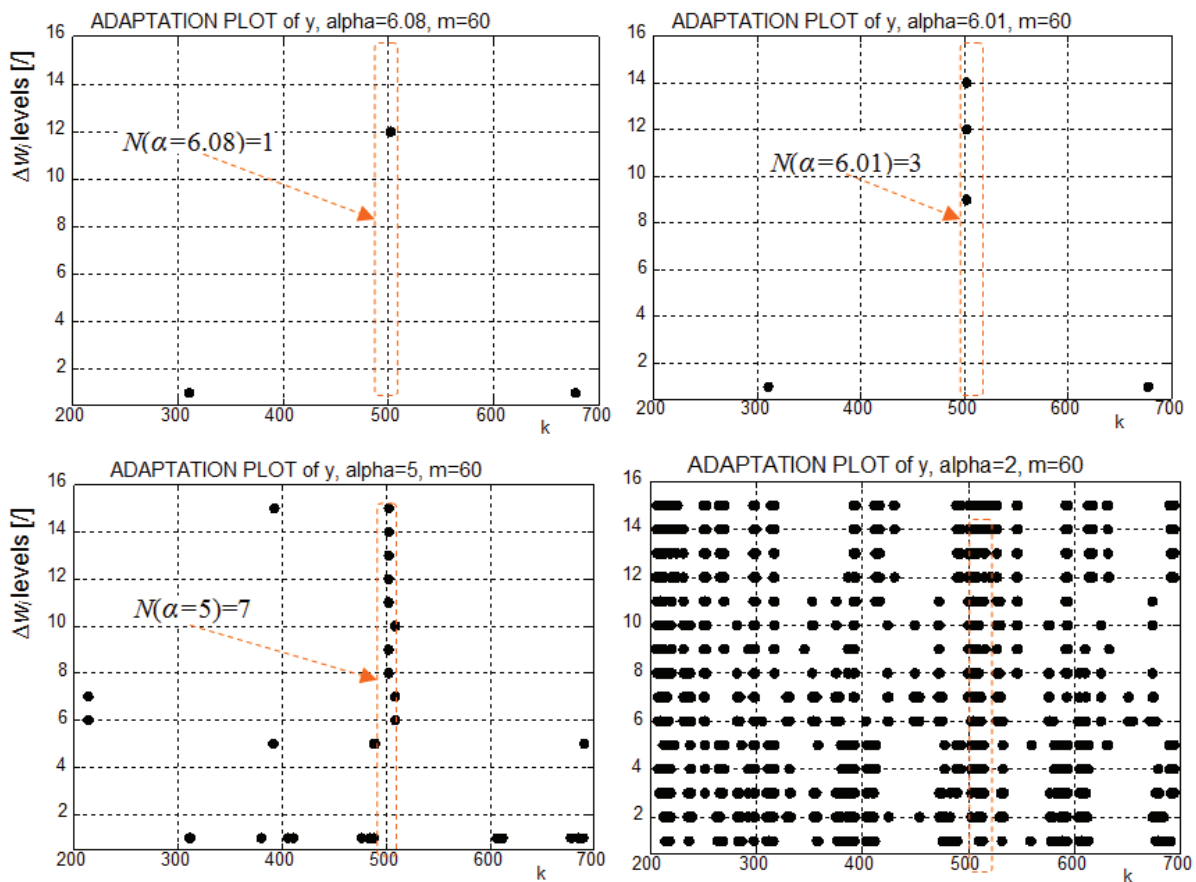 ADAPTATION PLOT of y, alpha=6.08, m=60
Δwᵢ levels [/]
16
14
12
10
8
6
4
2
N(α=6.08)=1
200 300 400 500 600 700
k
ADAPTATION PLOT of y, alpha=6.01, m=60
16
14
12
10
8
6
4
2
N(α=6.01)=3
200 300 400 500 600 700
k
ADAPTATION PLOT of y, alpha=5, m=60
Δwᵢ levels [/]
16
14
12
10
8
6
4
2
N(α=5)=7
200 300 400 500 600 700
k
ADAPTATION PLOT of y, alpha=2, m=60
16
14
12
10
8
6
4
2
200 300 400 500 600 700
k